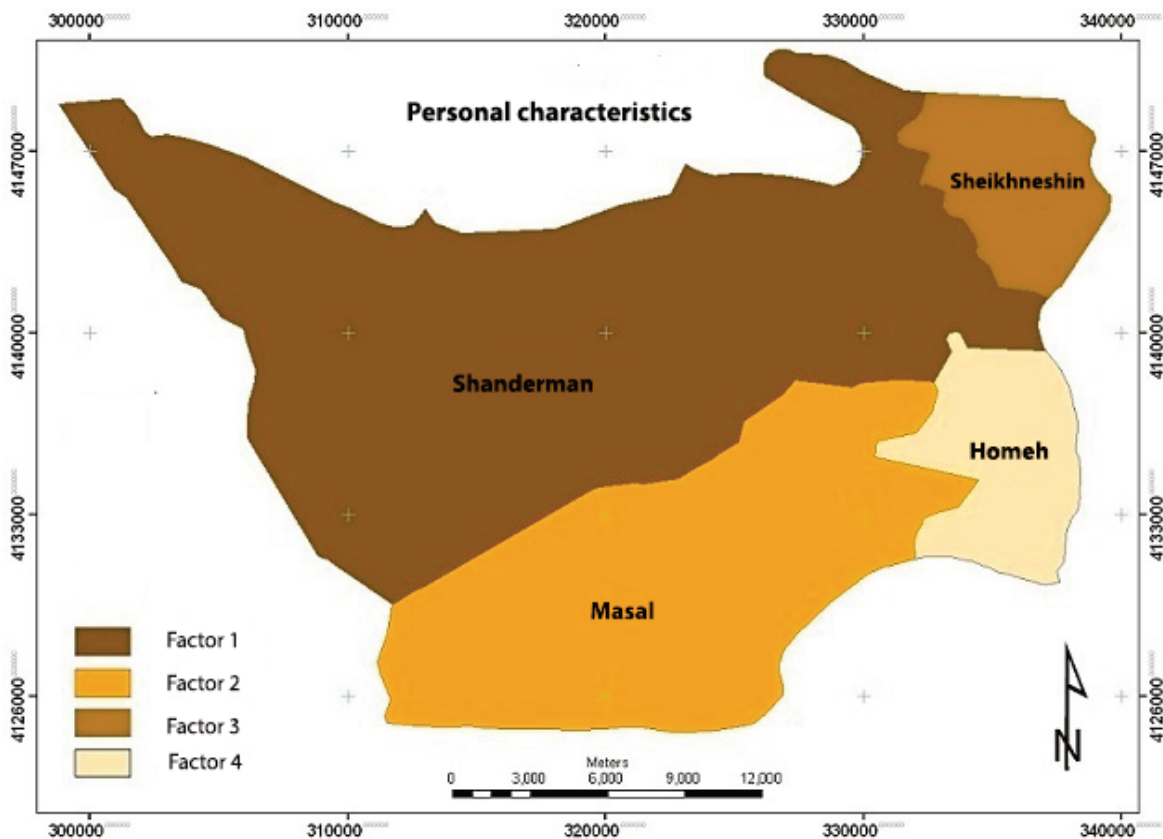 300000 310000 320000 330000 340000
Personal characteristics
4147000
4147000
Sheikhneshin
4140000
4140000
Shanderman
Homeh
4133000
4133000
Masal
Factor 1
Factor 2
Factor 3
Factor 4
4126000
4126000
N
Meters
0 3,000 6,000 9,000 12,000
300000 310000 320000 330000 340000